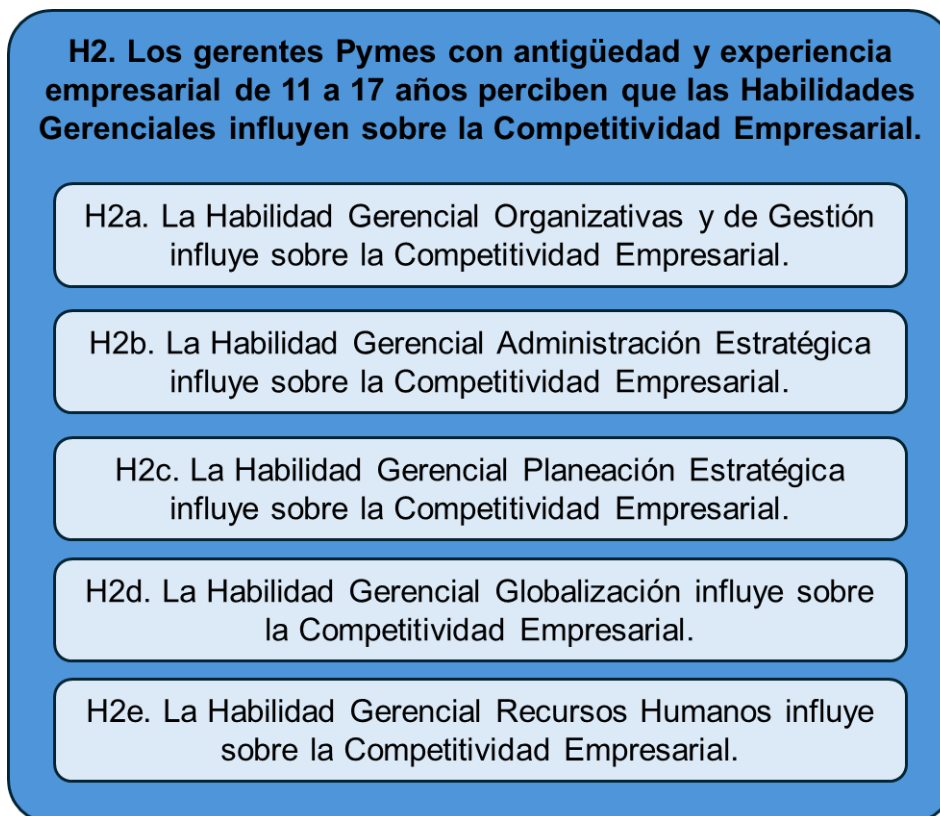 H2. Los gerentes Pymes con antigüedad y experiencia
empresarial de 11 a 17 años perciben que las Habilidades
Gerenciales influyen sobre la Competitividad Empresarial.
H2a. La Habilidad Gerencial Organizativas y de Gestión
influye sobre la Competitividad Empresarial.
H2b. La Habilidad Gerencial Administración Estratégica
influye sobre la Competitividad Empresarial.
H2c. La Habilidad Gerencial Planeación Estratégica
influye sobre la Competitividad Empresarial.
H2d. La Habilidad Gerencial Globalización influye sobre
la Competitividad Empresarial.
H2e. La Habilidad Gerencial Recursos Humanos influye
sobre la Competitividad Empresarial.